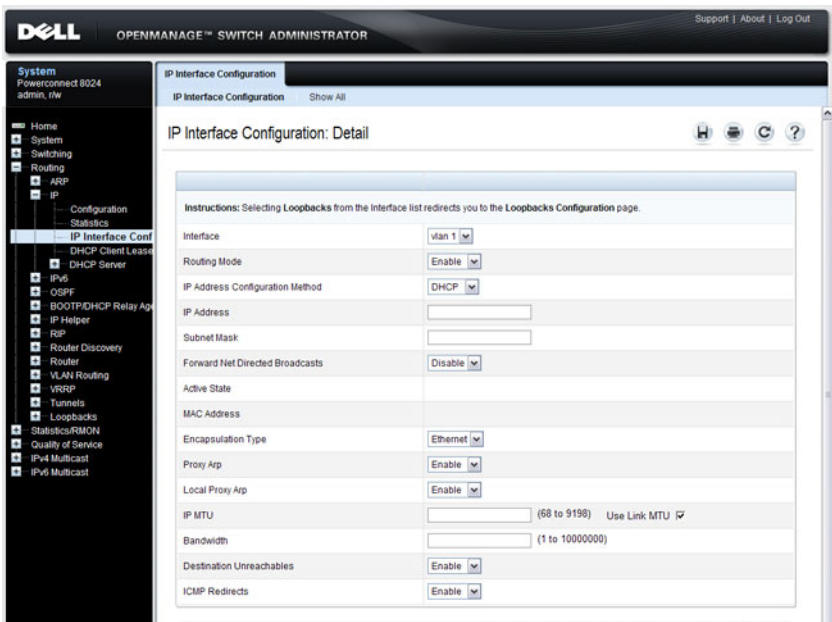 Support | About | Log Out
DELL OPENMANAGE™ SWITCH ADMINISTRATOR
System
Powerconnect 8024
admin, r/w
Home
System
Switching
Routing
ARP
IP
Configuration
Statistics
IP Interface Conf
DHCP Client Lease
DHCP Server
IPv6
OSPF
BOOTP/DHCP Relay Age
IP Helper
RIP
Router Discovery
Router
VLAN Routing
VRRP
Tunnels
Loopbacks
Statistics/RMON
Quality of Service
IPv4 Multicast
IPv6 Multicast
IP Interface Configuration
IP Interface Configuration Show All
IP Interface Configuration: Detail
?
Instructions: Selecting Loopbacks from the Interface list redirects you to the Loopbacks Configuration page.
Interface vlan 1
Routing Mode Enable
IP Address Configuration Method DHCP
IP Address
Subnet Mask
Forward Net Directed Broadcasts Disable
Active State
MAC Address
Encapsulation Type Ethernet
Proxy Arp Enable
Local Proxy Arp Enable
IP MTU (68 to 9198) Use Link MTU
Bandwidth (1 to 10000000)
Destination Unreachables Enable
ICMP Redirects Enable